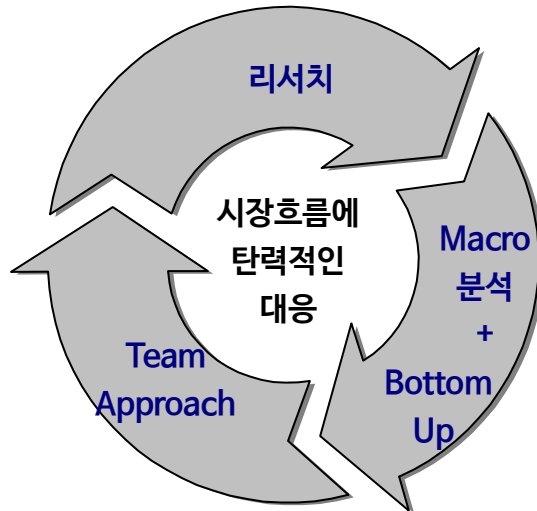 리서치
시장흐름에
탄력적인
대응
Macro
분석
+
Bottom
Up
Team
Approach